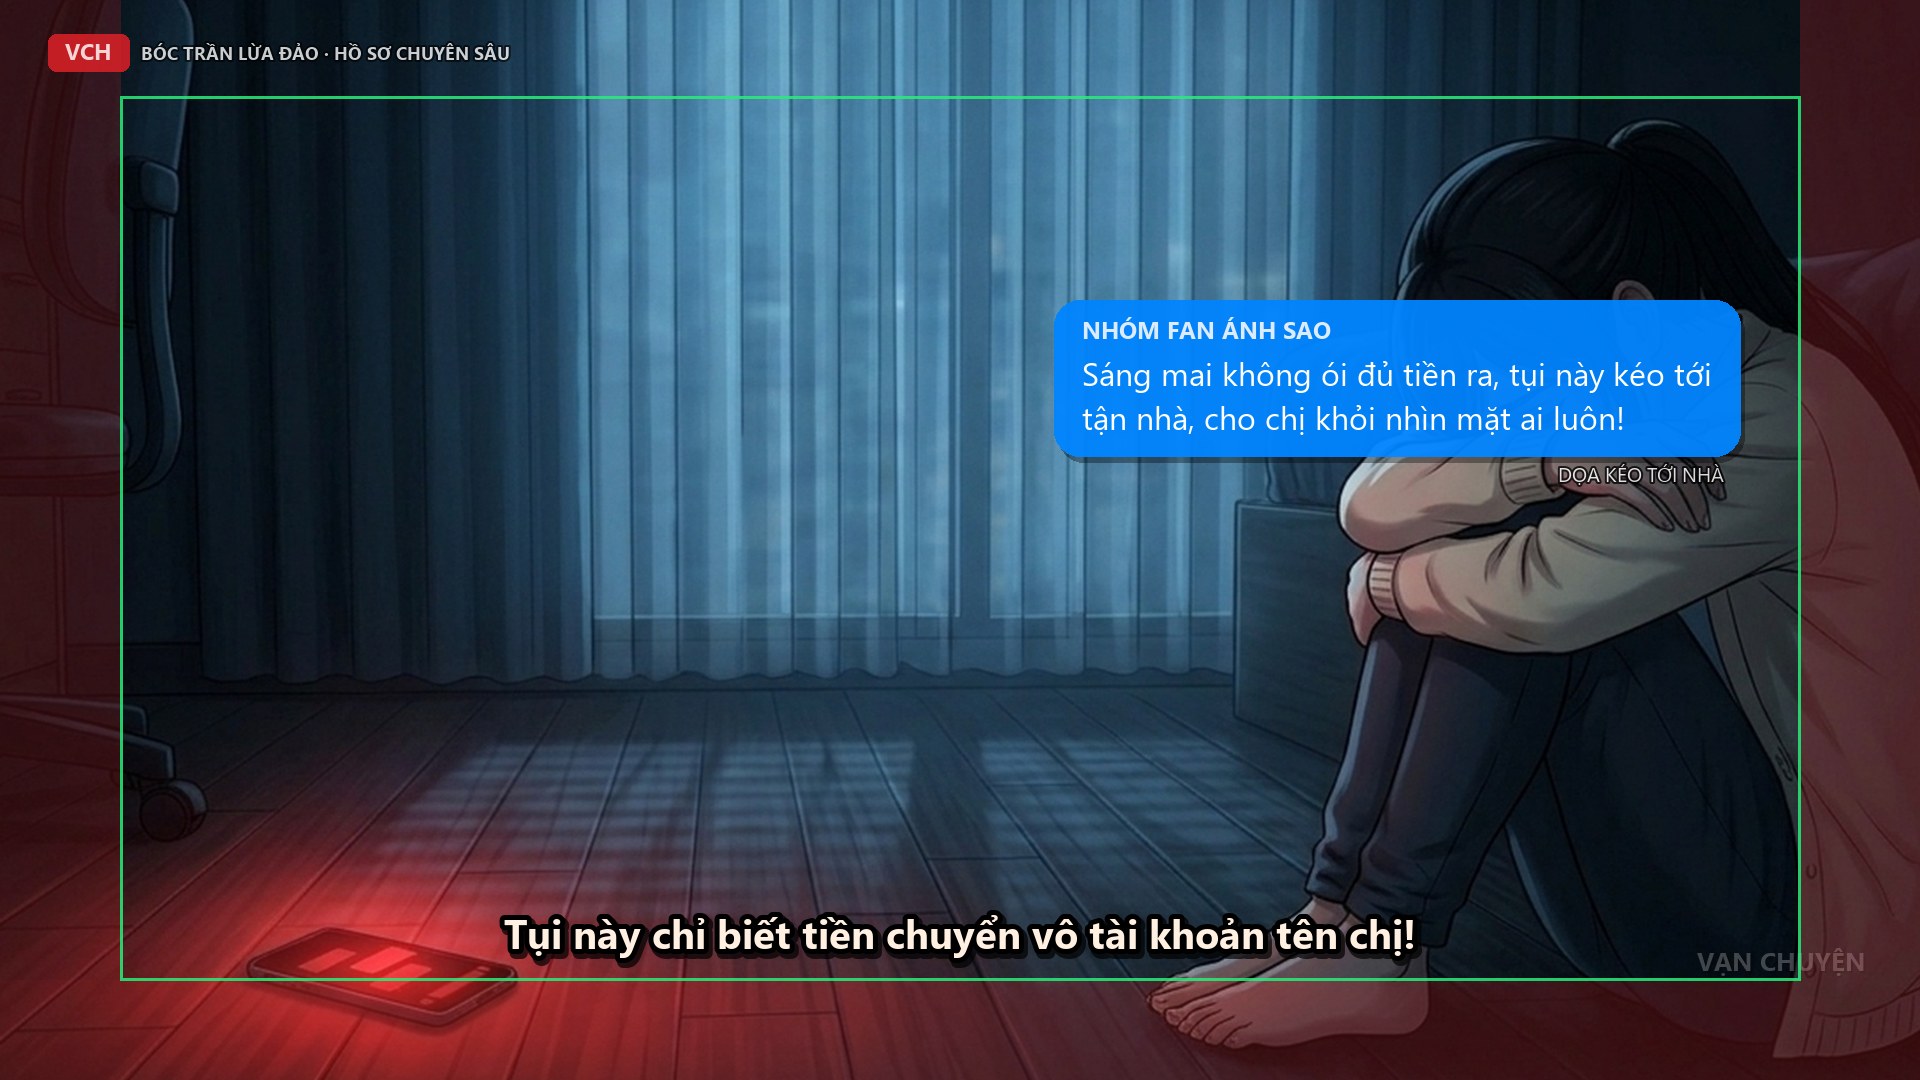 VCH BÓC TRẦN LỪA ĐẢO · HỒ SƠ CHUYÊN SÂU
NHÓM FAN ÁNH SAO
Sáng mai không ói đủ tiền ra, tụi này kéo tới
tận nhà, cho chị khỏi nhìn mặt ai luôn!
DỌA KÉO TỚI NHÀ
Tụi này chỉ biết tiền chuyển vô tài khoản tên chị!
VẠN CHUYỆN